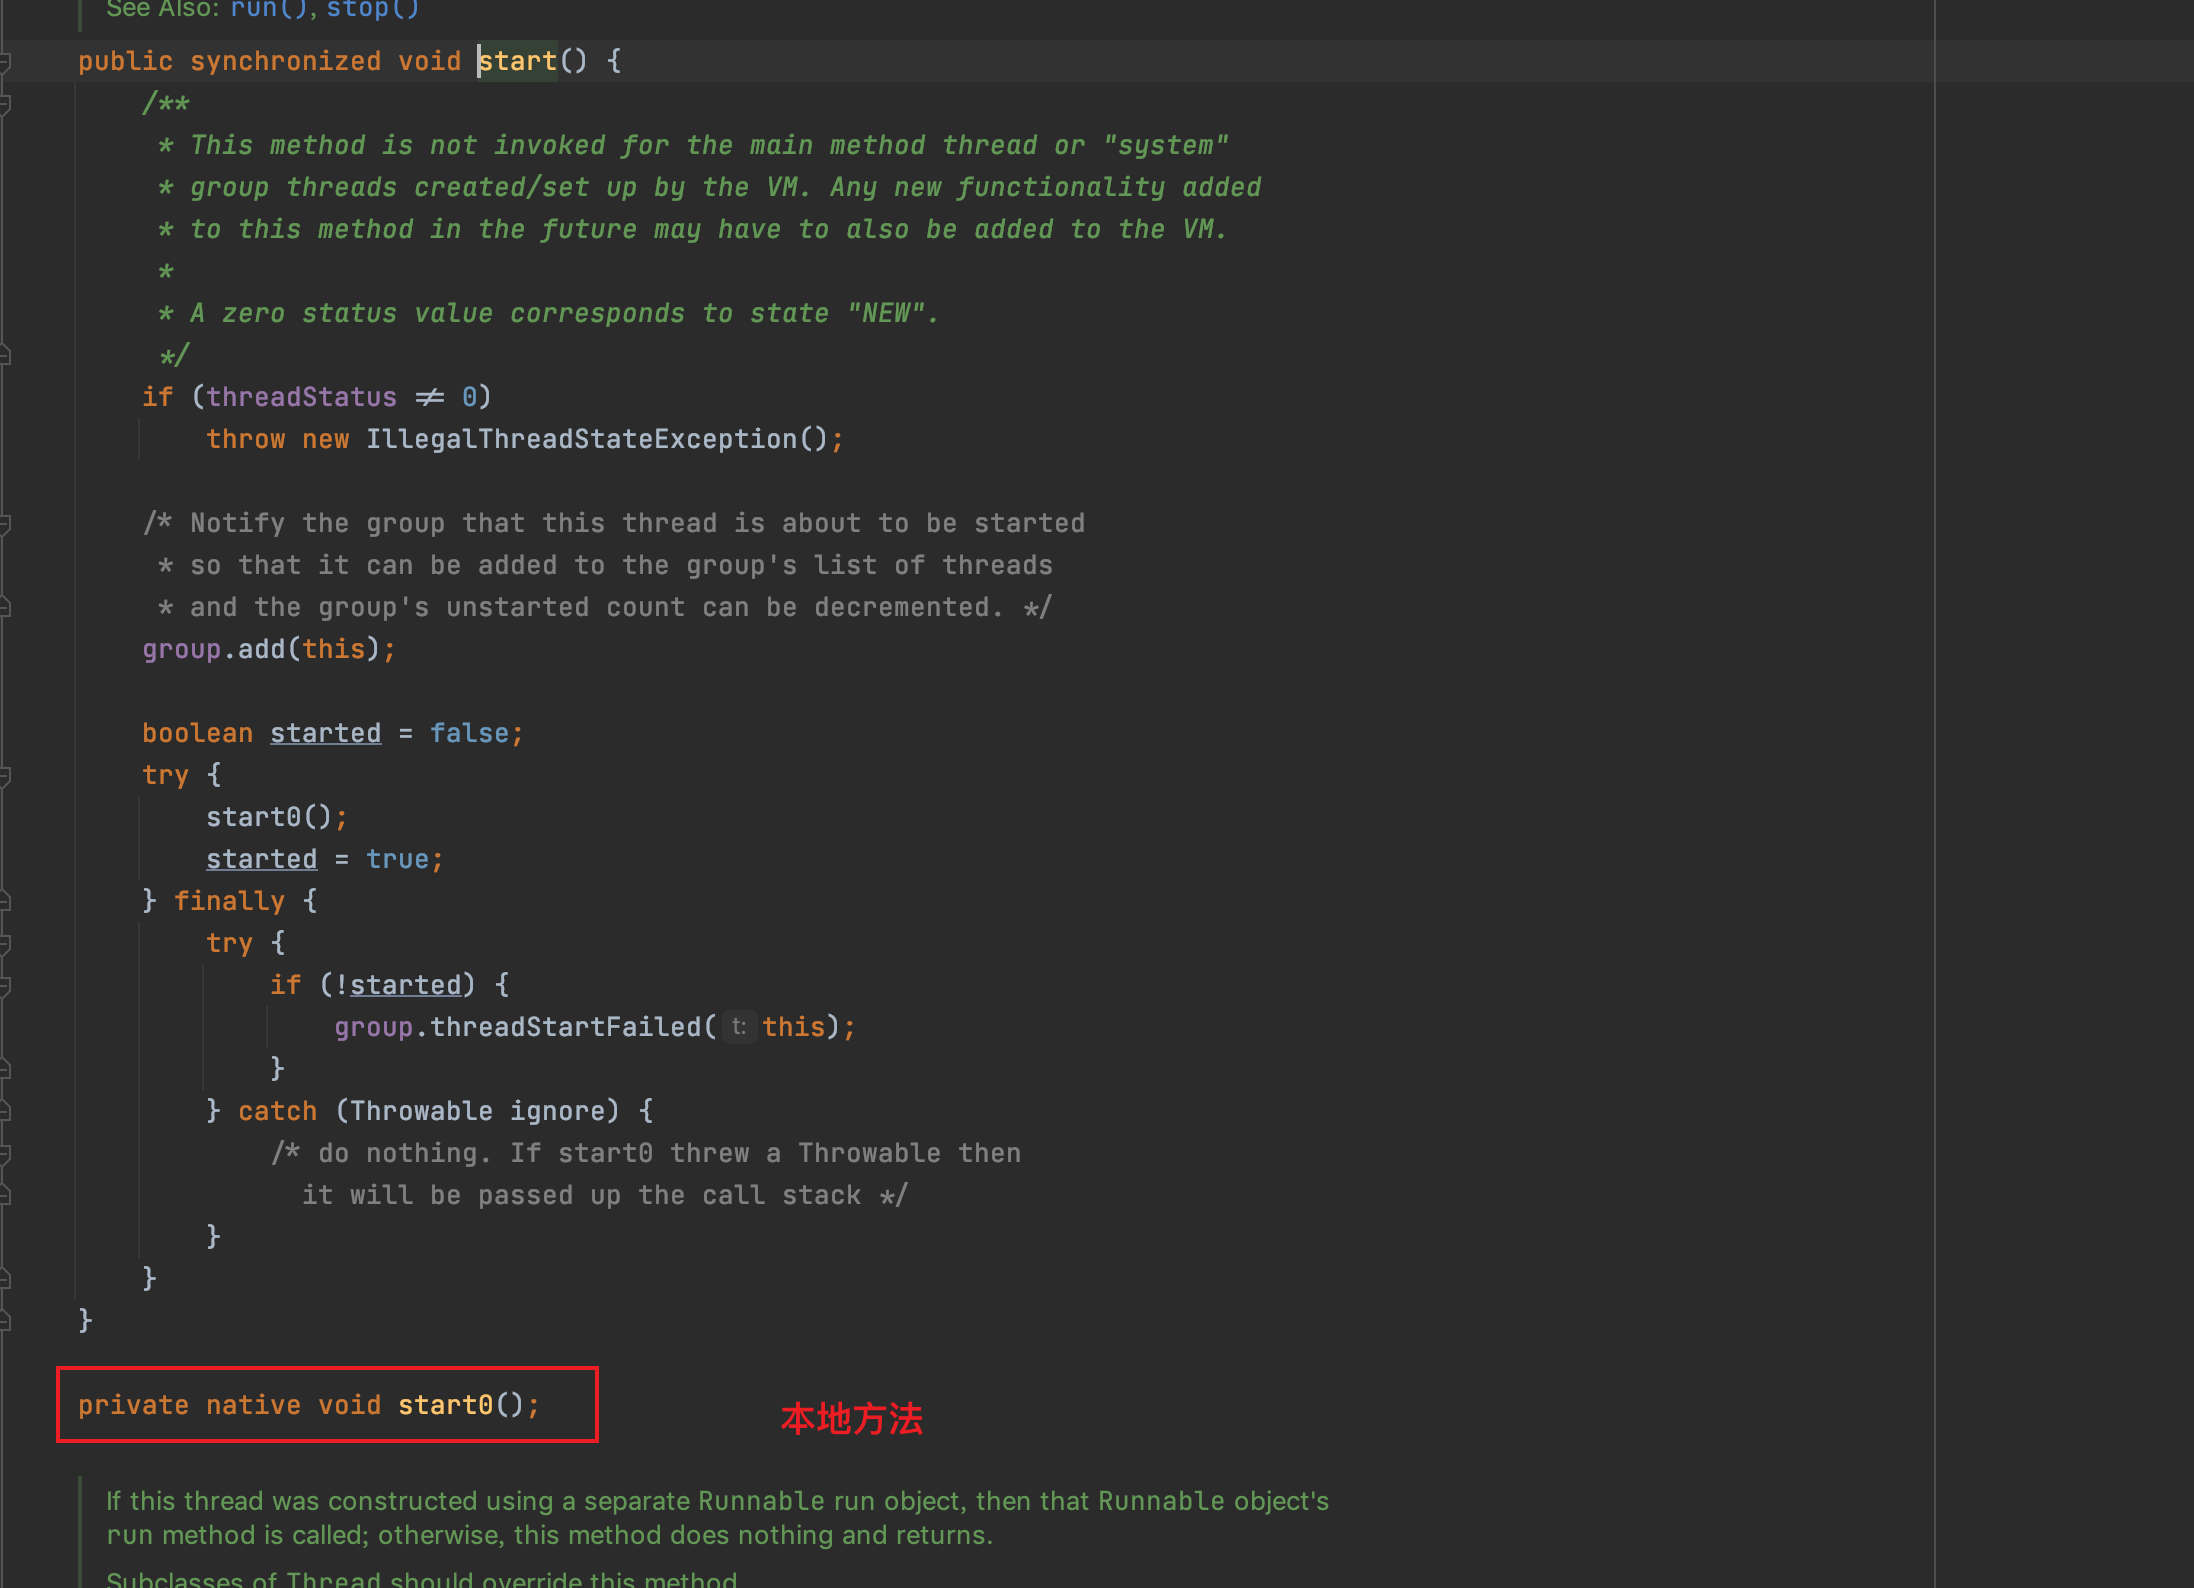 See Also: run(), stop()
public synchronized void start() {
/**
* This method is not invoked for the main method thread or "system"
* group threads created/set up by the VM. Any new functionality added
* to this method in the future may have to also be added to the VM.
*
* A zero status value corresponds to state "NEW".
*/
if (threadStatus ≠ 0)
throw new IllegalThreadStateException();
/* Notify the group that this thread is about to be started
* so that it can be added to the group's list of threads
* and the group's unstarted count can be decremented. */
group.add(this);
boolean started = false;
try {
start0();
started = true;
} finally {
try {
if (!started) {
group.threadStartFailed( t: this);
}
} catch (Throwable ignore) {
/* do nothing. If start0 threw a Throwable then
it will be passed up the call stack */
}
}
}
private native void start0();
本地方法
If this thread was constructed using a separate Runnable run object, then that Runnable object's
run method is called; otherwise, this method does nothing and returns.
Subclasses of Thread should override this method.